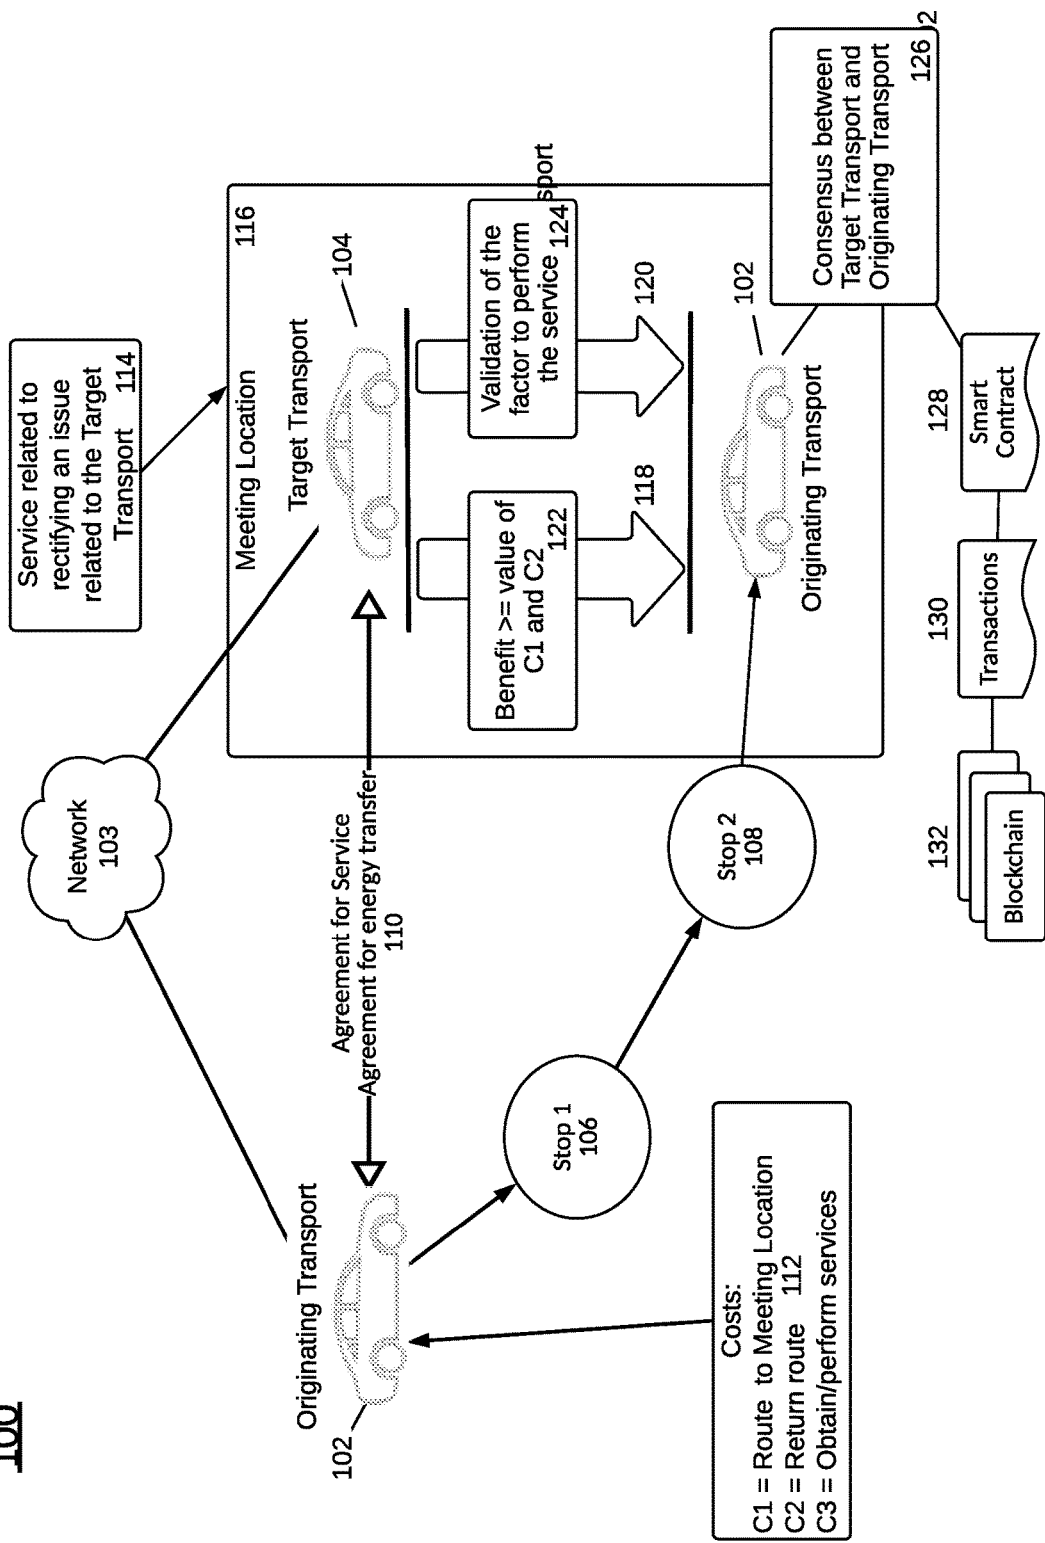 100
Service related to
rectifying an issue
related to the Target
Transport 114
Network
103
Meeting Location
116
Target Transport
104
Originating Transport
102
Agreement for Service
Agreement for energy transfer
110
Benefit >= value of
C1 and C2
122
118
Validation of the
factor to perform
the service 124
sport
120
Stop 1
106
Stop 2
108
102
Originating Transport
Costs:
C1 = Route to Meeting Location
C2 = Return route 112
C3 = Obtain/perform services
Consensus between
Target Transport and
Originating Transport
126
132
Blockchain
130
Transactions
128
Smart
Contract